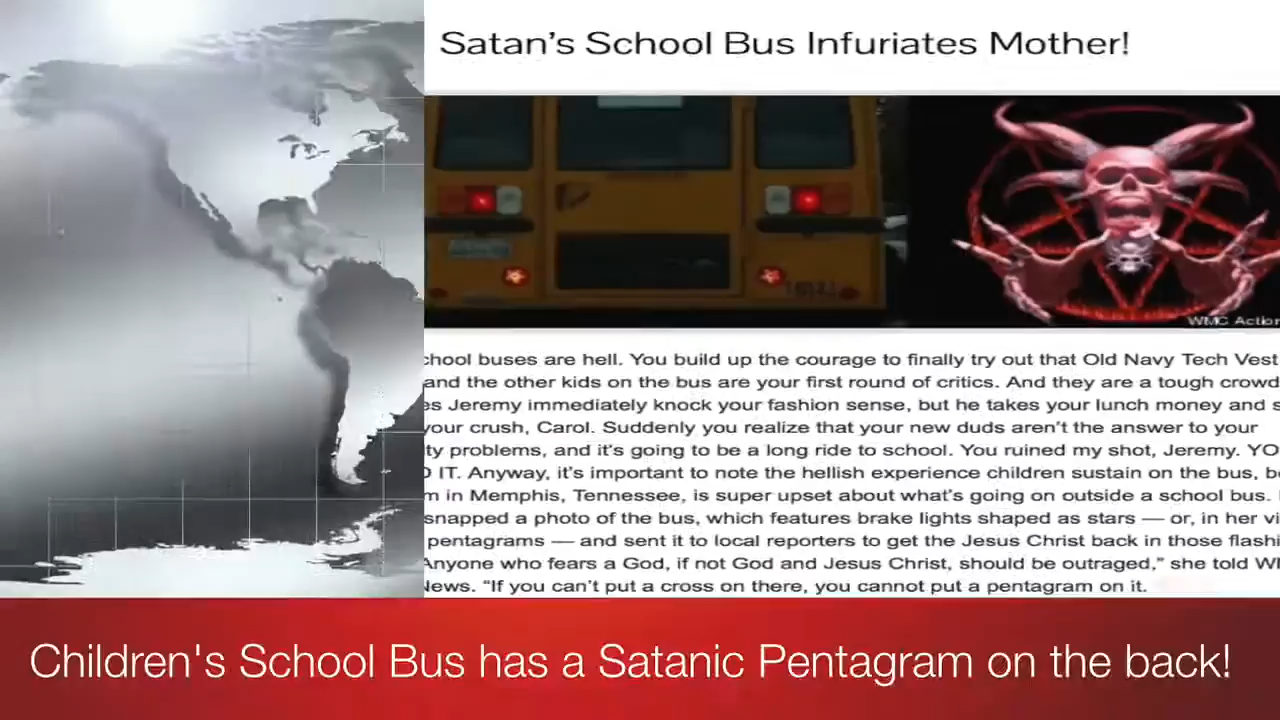 Satan's School Bus Infuriates Mother!
WMC Action
chool buses are hell. You build up the courage to finally try out that Old Navy Tech Vest
and the other kids on the bus are your first round of critics. And they are a tough crowd
es Jeremy immediately knock your fashion sense, but he takes your lunch money and s
your crush, Carol. Suddenly you realize that your new duds aren't the answer to your
ty problems, and it's going to be a long ride to school. You ruined my shot, Jeremy. YO
D IT. Anyway, it's important to note the hellish experience children sustain on the bus, b
m in Memphis, Tennessee, is super upset about what's going on outside a school bus.
snapped a photo of the bus, which features brake lights shaped as stars — or, in her vi
pentagrams — and sent it to local reporters to get the Jesus Christ back in those flashi
Anyone who fears a God, if not God and Jesus Christ, should be outraged,” she told WI
News. “If you can't put a cross on there, you cannot put a pentagram on it.
Children's School Bus has a Satanic Pentagram on the back!